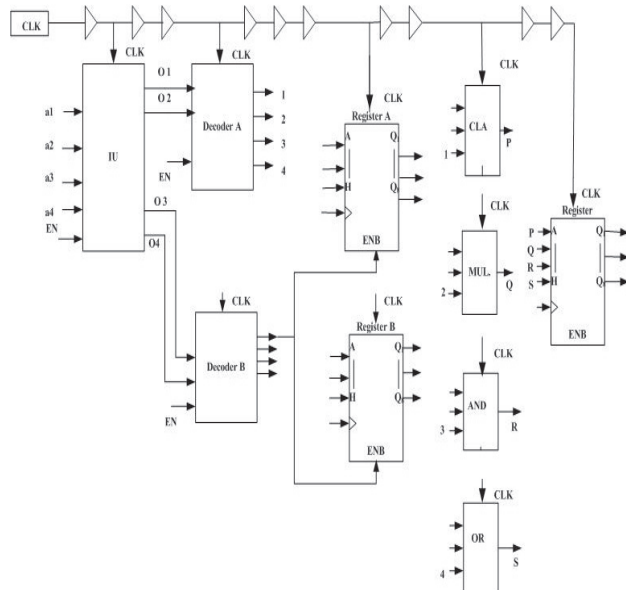 CLK
CLK
CLK
CLK
CLK
CLK
O 1
O 2
a1
a2
a3
a4
EN
IU
O 3
O4
Decoder A
EN
1
2
3
4
Register A
A
H
Q
Q
ENB
CLA
1
P
CLK
MUL.
2
Q
Register
P
Q
R
S
A
H
Q
Q
ENB
CLK
Decoder B
EN
CLK
Register B
A
H
Q
Q
ENB
CLK
AND
3
R
CLK
OR
4
S